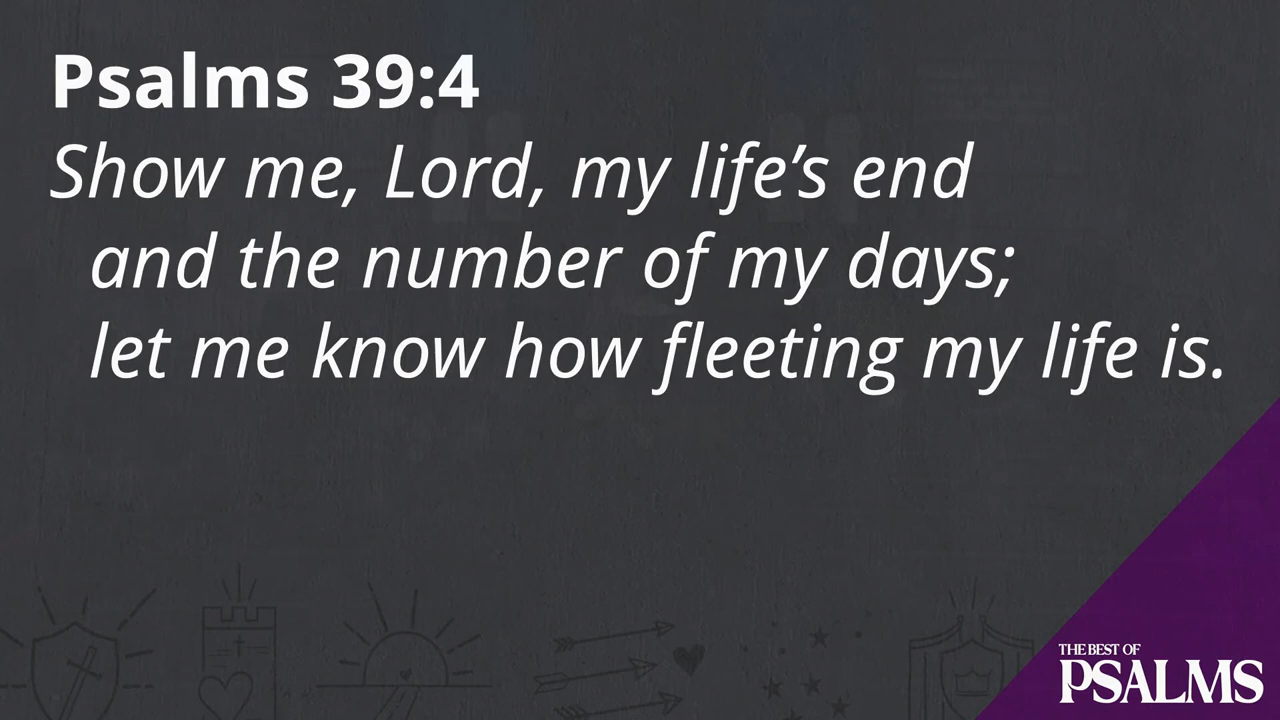 Psalms 39:4
Show me, Lord, my life’s end
and the number of my days;
let me know how fleeting my life is.
THE BEST OF
PSALMS